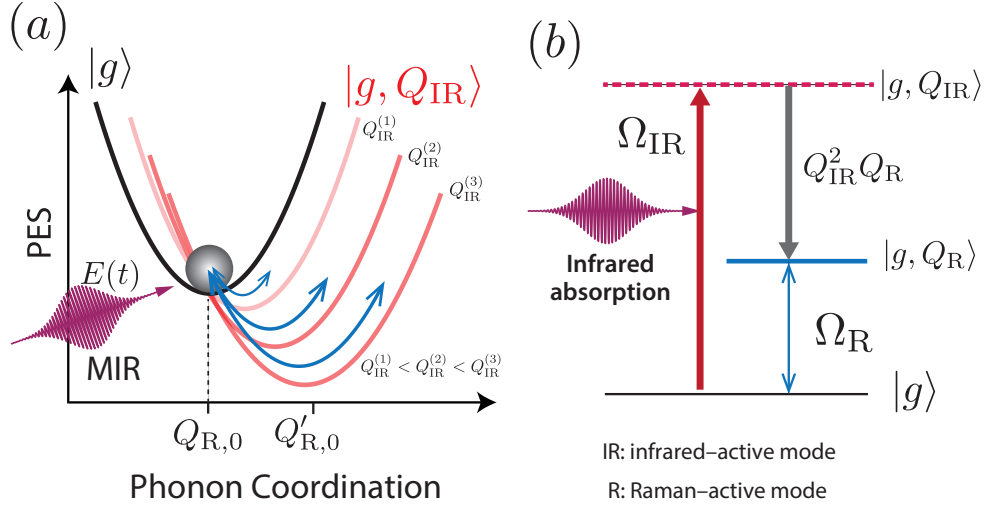 (a)
|g⟩
|g, Q_IR⟩
Q_IR^(1)
Q_IR^(2)
Q_IR^(3)
PES
E(t)
MIR
Q_IR^(1) < Q_IR^(2) < Q_IR^(3)
Q_R,0
Q′_R,0
Phonon Coordination
(b)
|g, Q_IR⟩
Ω_IR
Q_IR^2 Q_R
Infrared
absorption
|g, Q_R⟩
Ω_R
|g⟩
IR: infrared–active mode
R: Raman–active mode